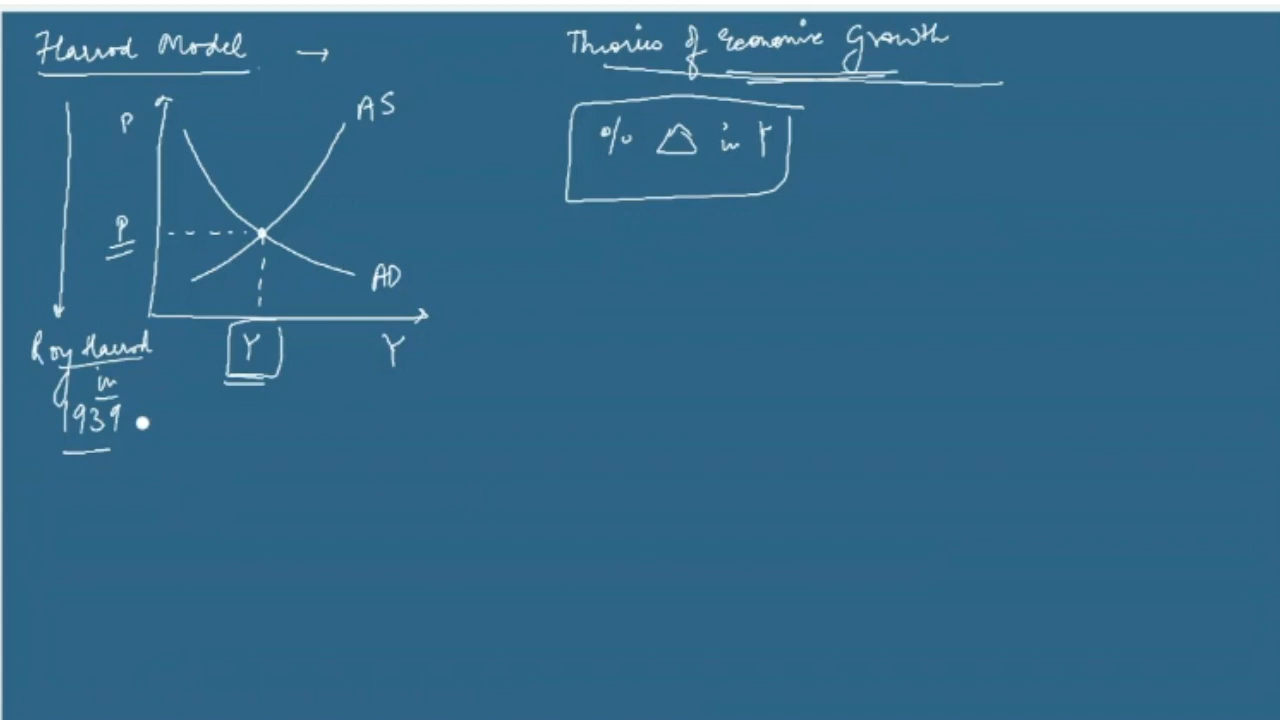 Harrod Model →
Theories of Economic Growth
% △ in Y
P
AS
P
AD
Y
Y
Roy Harrod
in
1939